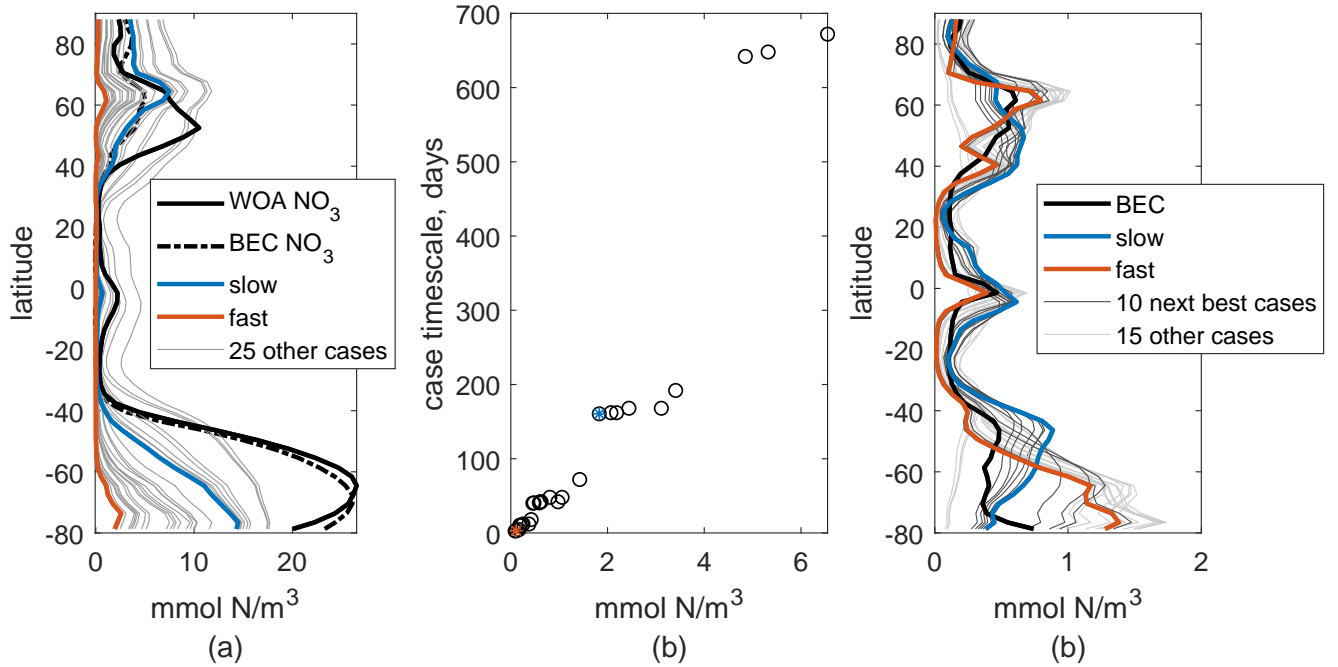 80
60
40
20
0
-20
-40
-60
-80
latitude
0
10
20
mmol N/m³
(a)
WOA NO₃
BEC NO₃
slow
fast
25 other cases
700
600
500
400
300
200
100
0
case timescale, days
0
2
4
6
mmol N/m³
(b)
80
60
40
20
0
-20
-40
-60
-80
latitude
0
1
2
mmol N/m³
(b)
BEC
slow
fast
10 next best cases
15 other cases